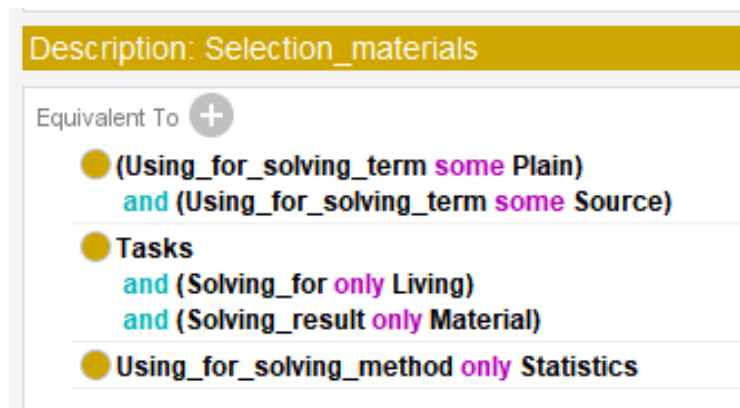 Description: Selection_materials
Equivalent To
(Using_for_solving_term some Plain)
and (Using_for_solving_term some Source)
Tasks
and (Solving_for only Living)
and (Solving_result only Material)
Using_for_solving_method only Statistics